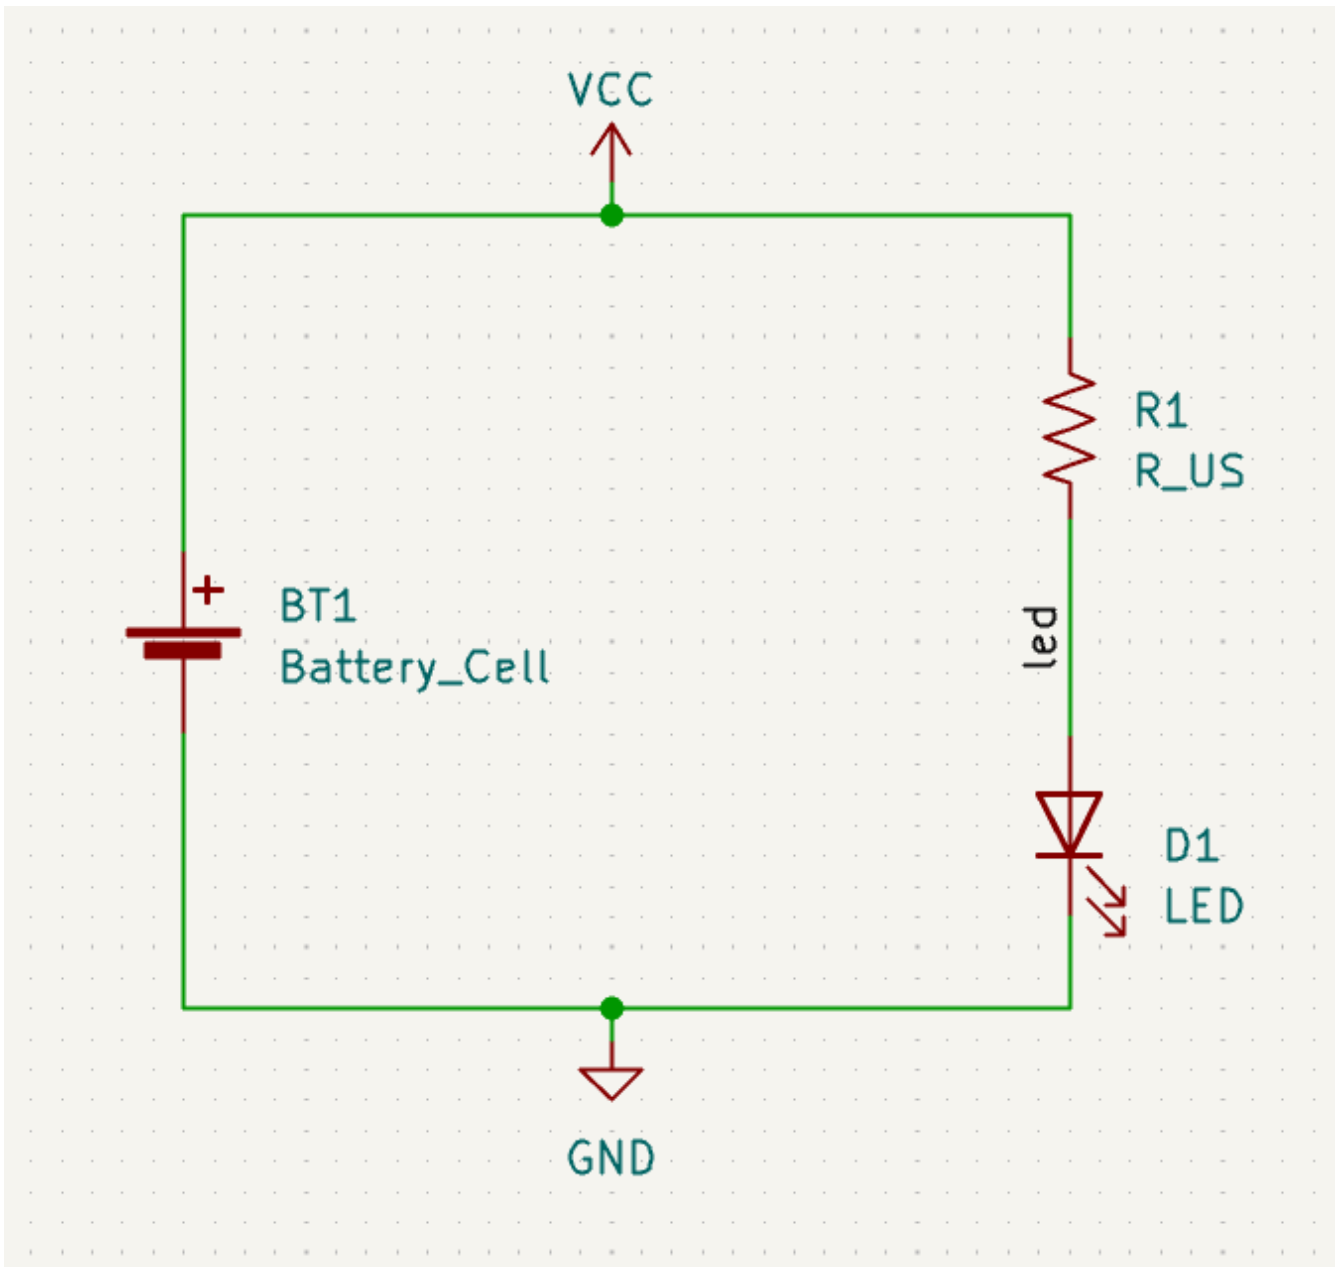 VCC
R1
R_US
+
BT1
Battery_Cell
led
D1
LED
GND